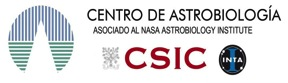 CENTRO DE ASTROBIOLOGÍA
ASOCIADO AL NASA ASTROBIOLOGY INSTITUTE
CSIC
INTA